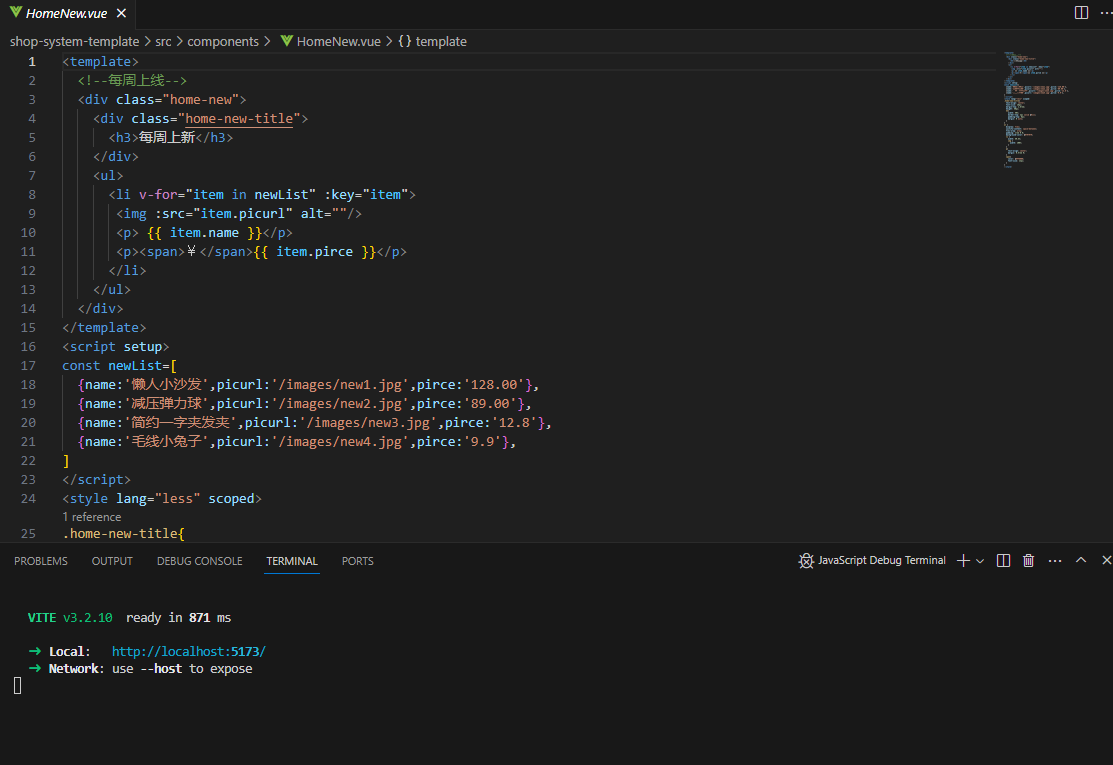 HomeNew.vue
shop-system-template > src > components > HomeNew.vue > {} template
1 <template>
2 <!--每周上线-->
3 <div class="home-new">
4 <div class="home-new-title">
5 <h3>每周上新</h3>
6 </div>
7 <ul>
8 <li v-for="item in newList" :key="item">
9 <img :src="item.picurl" alt=""/>
10 <p> {{ item.name }}</p>
11 <p><span>¥</span>{{ item.pirce }}</p>
12 </li>
13 </ul>
14 </div>
15 </template>
16 <script setup>
17 const newList=[
18 {name:'懒人小沙发',picurl:'/images/new1.jpg',pirce:'128.00'},
19 {name:'减压弹力球',picurl:'/images/new2.jpg',pirce:'89.00'},
20 {name:'简约一字夹发夹',picurl:'/images/new3.jpg',pirce:'12.8'},
21 {name:'毛线小兔子',picurl:'/images/new4.jpg',pirce:'9.9'},
22 ]
23 </script>
24 <style lang="less" scoped>
1 reference
25 .home-new-title{
PROBLEMS OUTPUT DEBUG CONSOLE TERMINAL PORTS JavaScript Debug Terminal
VITE v3.2.10 ready in 871 ms
➜ Local: http://localhost:5173/
➜ Network: use --host to expose